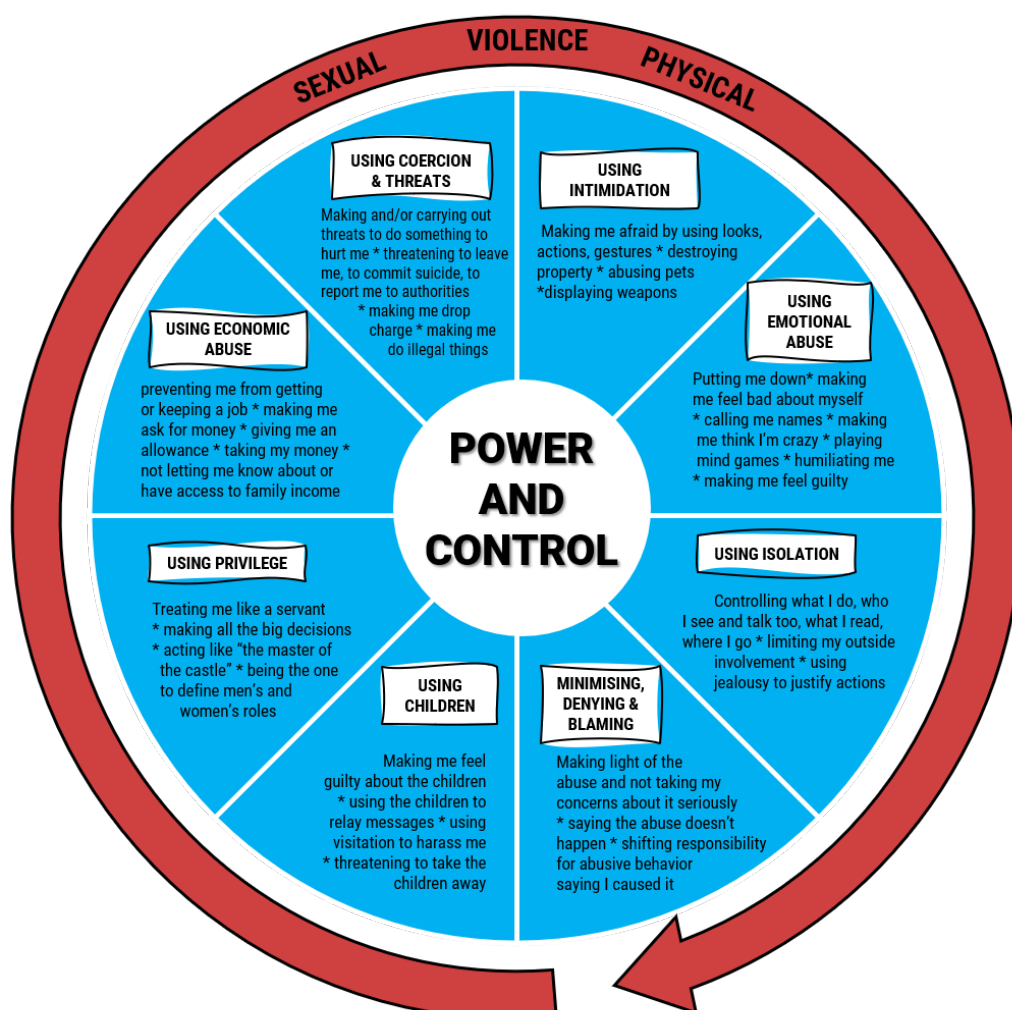 SEXUAL
VIOLENCE
PHYSICAL
USING COERCION
& THREATS
Making and/or carrying out
threats to do something to
hurt me * threatening to leave
me, to commit suicide, to
report me to authorities
* making me drop
charge * making me
do illegal things
USING
INTIMIDATION
Making me afraid by using looks,
actions, gestures * destroying
property * abusing pets
*displaying weapons
USING
EMOTIONAL
ABUSE
Putting me down* making
me feel bad about myself
* calling me names * making
me think I'm crazy * playing
mind games * humiliating me
* making me feel guilty
USING ISOLATION
Controlling what I do, who
I see and talk too, what I read,
where I go * limiting my outside
involvement * using
jealousy to justify actions
MINIMISING,
DENYING &
BLAMING
Making light of the
abuse and not taking my
concerns about it seriously
* saying the abuse doesn't
happen * shifting responsibility
for abusive behavior
saying I caused it
USING
CHILDREN
Making me feel
guilty about the children
* using the children to
relay messages * using
visitation to harass me
* threatening to take the
children away
USING PRIVILEGE
Treating me like a servant
* making all the big decisions
* acting like "the master of
the castle" * being the one
to define men's and
women's roles
USING ECONOMIC
ABUSE
preventing me from getting
or keeping a job * making me
ask for money * giving me an
allowance * taking my money *
not letting me know about or
have access to family income
POWER
AND
CONTROL